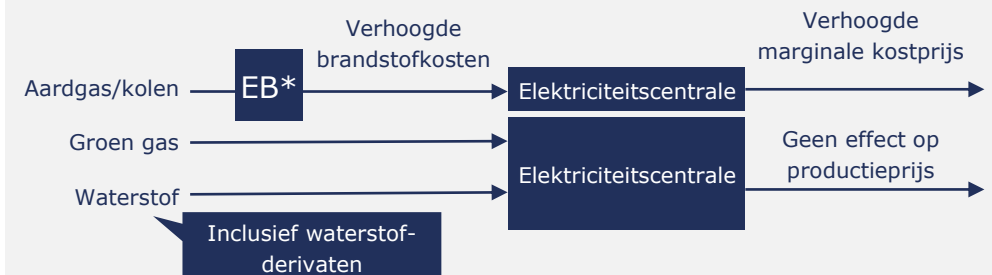 Verhoogde
brandstofkosten
Verhoogde
marginale kostprijs
Aardgas/kolen
EB*
Elektriciteitscentrale
Groen gas
Elektriciteitscentrale
Geen effect op
productieprijs
Waterstof
Inclusief waterstof-
derivaten